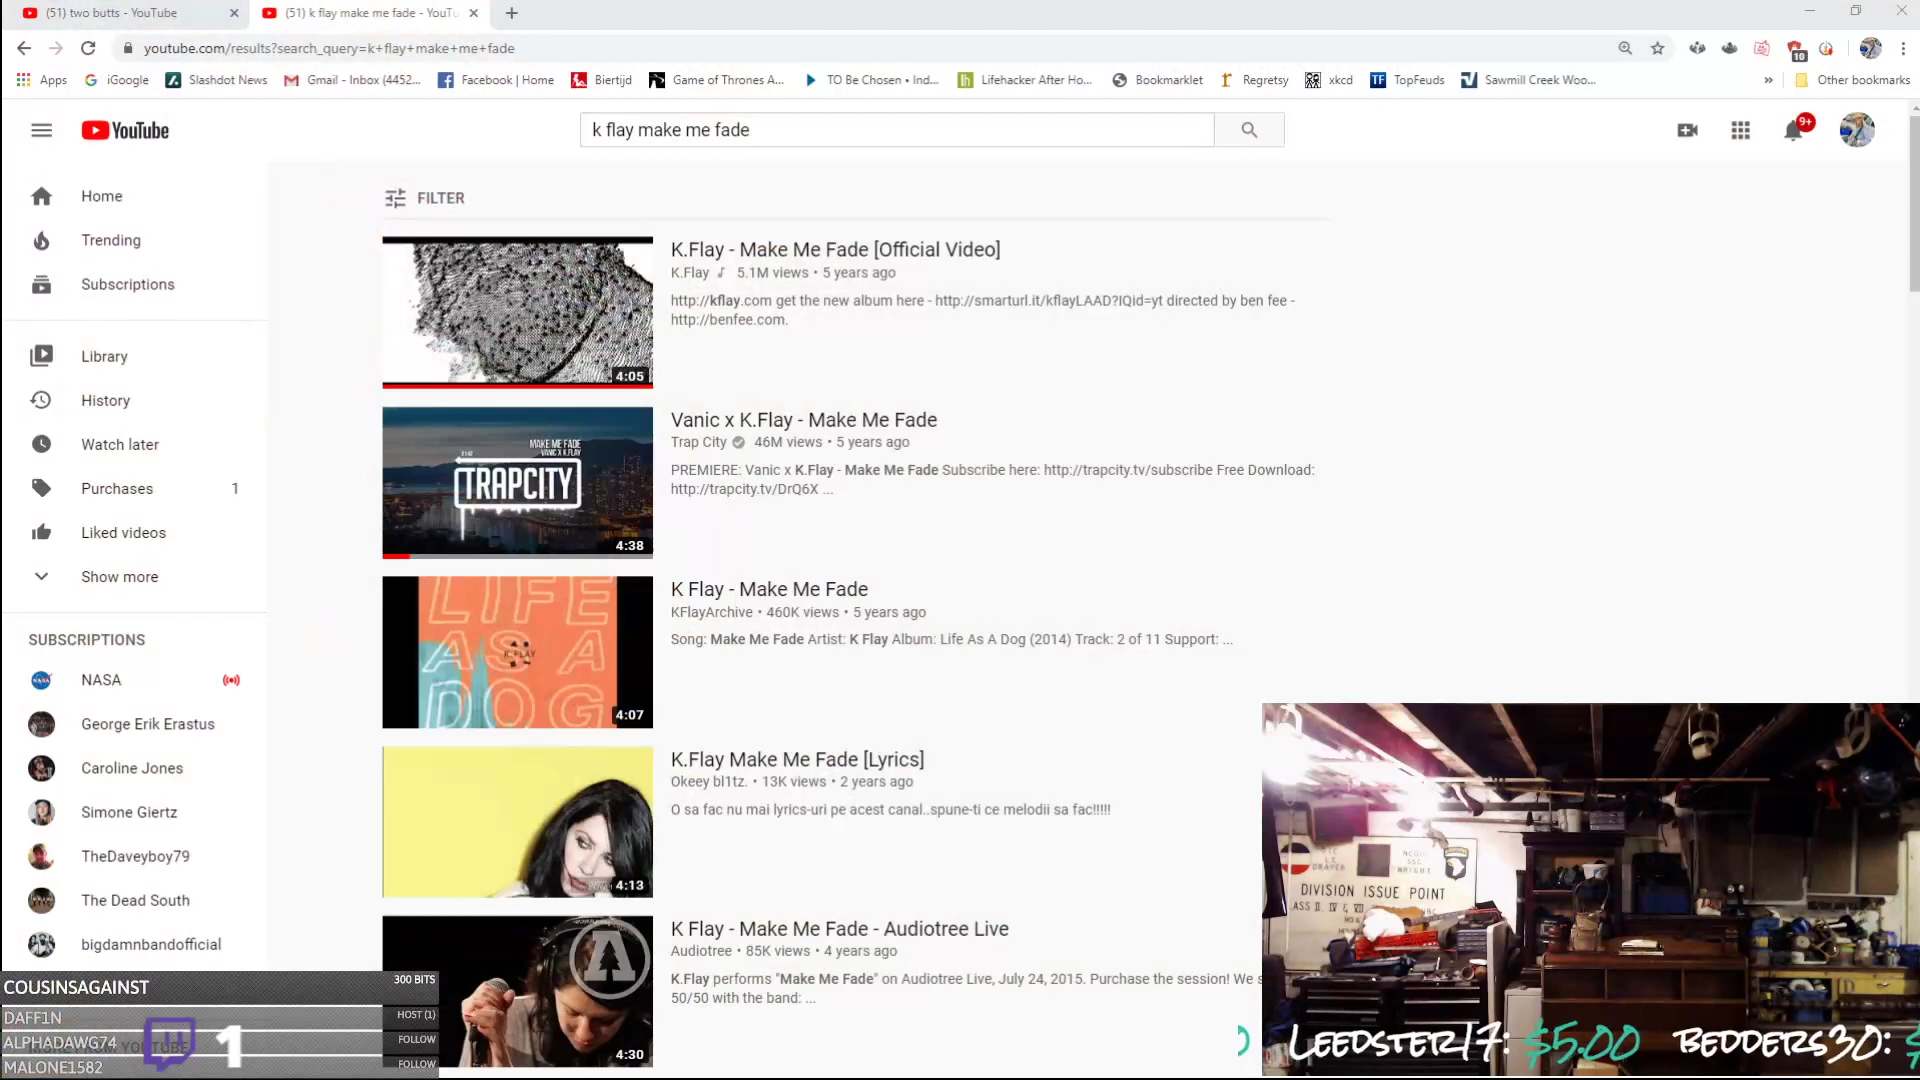 (51) two butts - YouTube
(51) k flay make me fade - YouTu
youtube.com/results?search_query=k+flay+make+me+fade
10
Apps
iGoogle
Slashdot News
Gmail - Inbox (4452...
Facebook | Home
Biertijd
Game of Thrones A...
TO Be Chosen • Ind...
Lifehacker After Ho...
Bookmarklet
Regretsy
xkcd
TopFeuds
Sawmill Creek Woo...
Other bookmarks
YouTube
k flay make me fade
9+
Home
Trending
Subscriptions
Library
History
Watch later
Purchases 1
Liked videos
Show more
SUBSCRIPTIONS
NASA
George Erik Erastus
Caroline Jones
Simone Giertz
TheDaveyboy79
The Dead South
bigdamnbandofficial
FILTER
4:05
K.Flay - Make Me Fade [Official Video]
K.Flay 5.1M views • 5 years ago
http://kflay.com get the new album here - http://smarturl.it/kflayLAAD?IQid=yt directed by ben fee -
http://benfee.com.
MAKE ME FADE
VANIC X K.FLAY
TRAPCITY
4:38
Vanic x K.Flay - Make Me Fade
Trap City 46M views • 5 years ago
PREMIERE: Vanic x K.Flay - Make Me Fade Subscribe here: http://trapcity.tv/subscribe Free Download:
http://trapcity.tv/DrQ6X ...
LIFE
AS A
K.FLAY
DOG
4:07
K Flay - Make Me Fade
KFlayArchive • 460K views • 5 years ago
Song: Make Me Fade Artist: K Flay Album: Life As A Dog (2014) Track: 2 of 11 Support: ...
4:13
K.Flay Make Me Fade [Lyrics]
Okeey bl1tz. • 13K views • 2 years ago
O sa fac nu mai lyrics-uri pe acest canal..spune-ti ce melodii sa fac!!!!!
4:30
K Flay - Make Me Fade - Audiotree Live
Audiotree • 85K views • 4 years ago
K.Flay performs "Make Me Fade" on Audiotree Live, July 24, 2015. Purchase the session! We s
50/50 with the band: ...
COUSINSAGAINST 300 BITS
DAFF1N HOST (1)
ALPHADAWG74 FOLLOW
MALONE1582 FOLLOW
1
DIVISION ISSUE POINT
LEEDSTER17: $5.00 BEDDERS30: